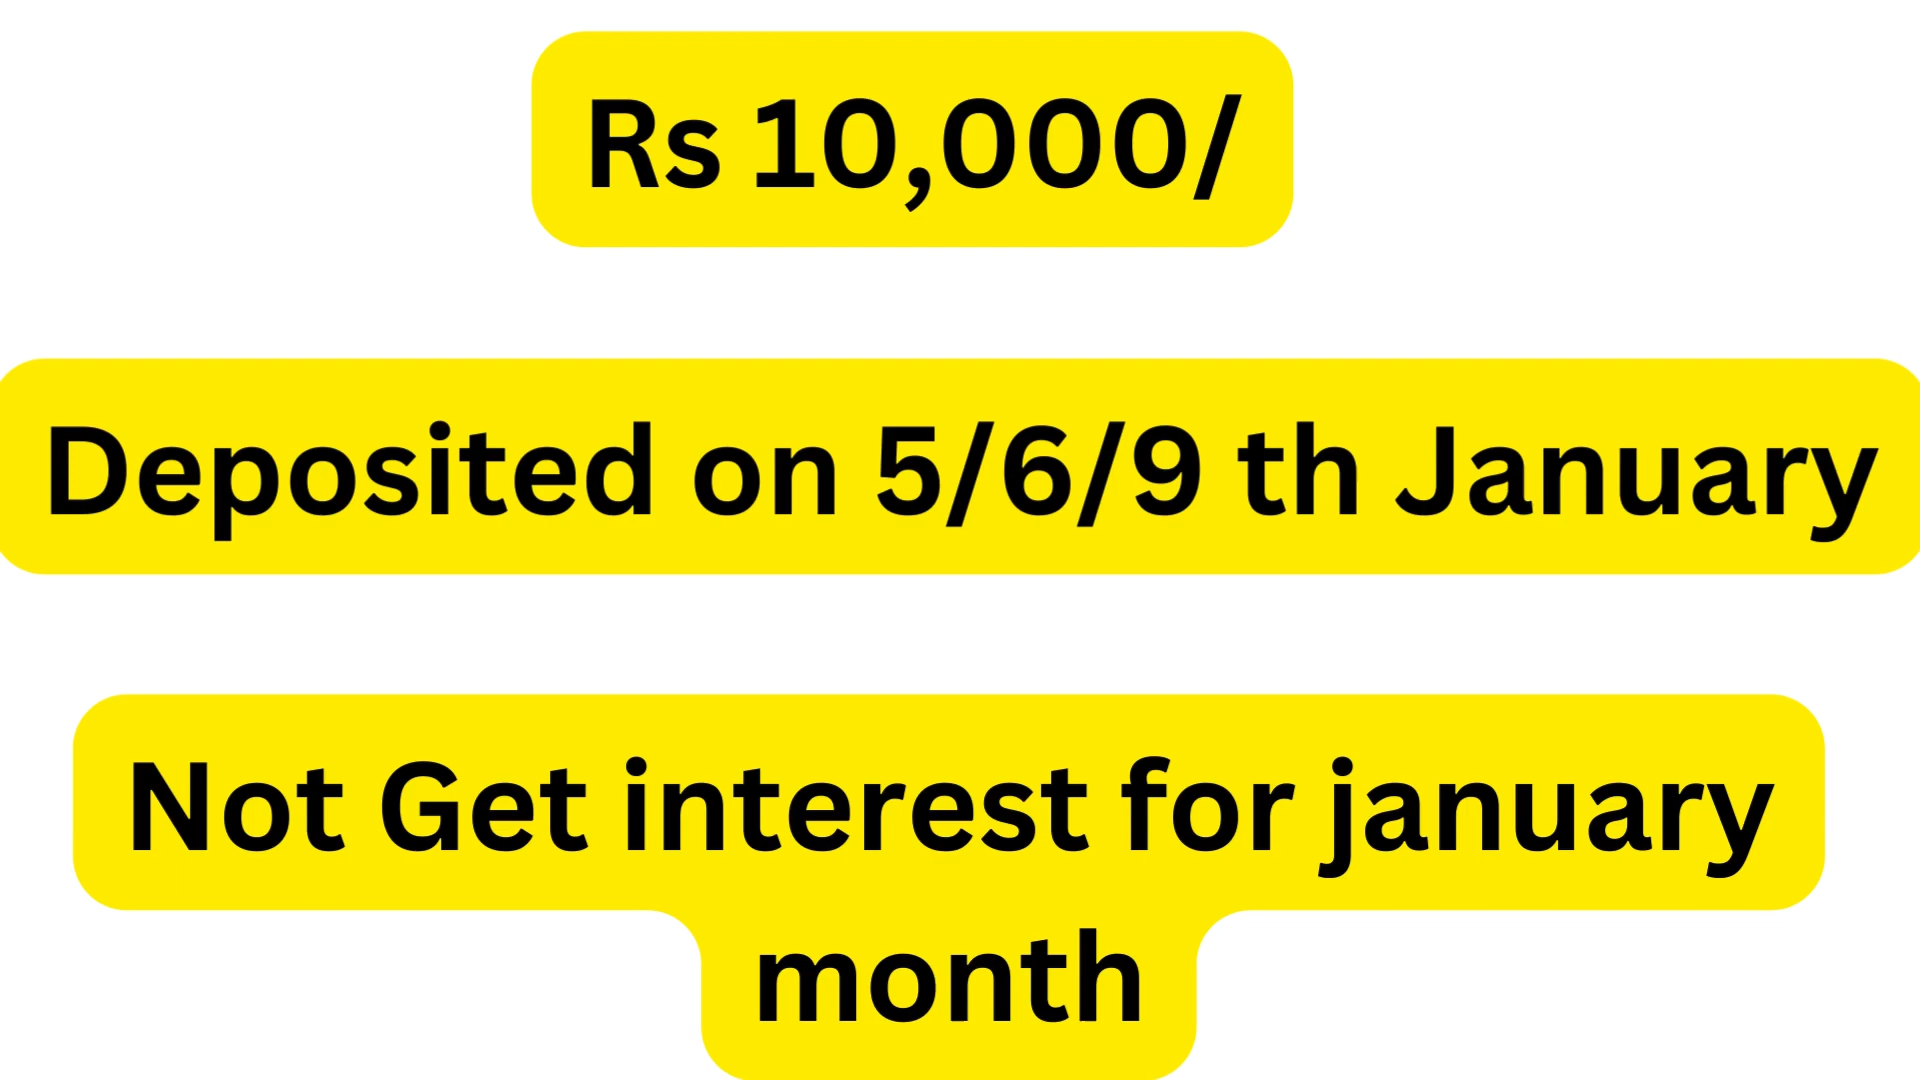 Rs 10,000/
Deposited on 5/6/9 th January
Not Get interest for january
month